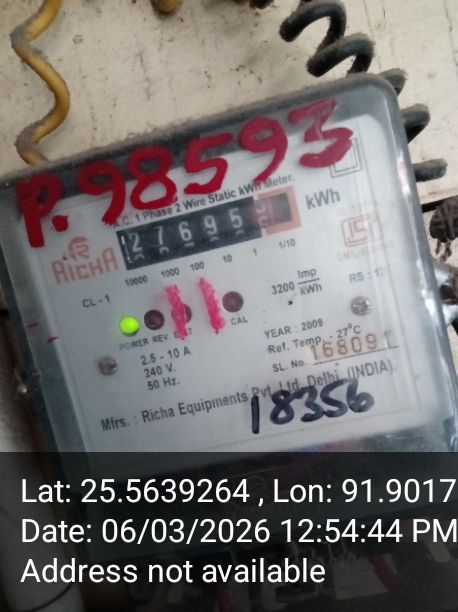 P.98593
A.C. 1 Phase 2 Wire Static kWh Meter.
127695
kWh
RICHA
10000 1000 100 10 1 1/10
CL - 1
3200 Imp/kWh
POWER REV. CAL
2.5 - 10 A
240 V.
50 Hz.
YEAR : 2009
Ref. Temp. - 27°C
SL. No. 168091
Mfrs. : Richa Equipments Pvt. Ltd. Delhi, (INDIA).
18356
Lat: 25.5639264 , Lon: 91.9017
Date: 06/03/2026 12:54:44 PM
Address not available